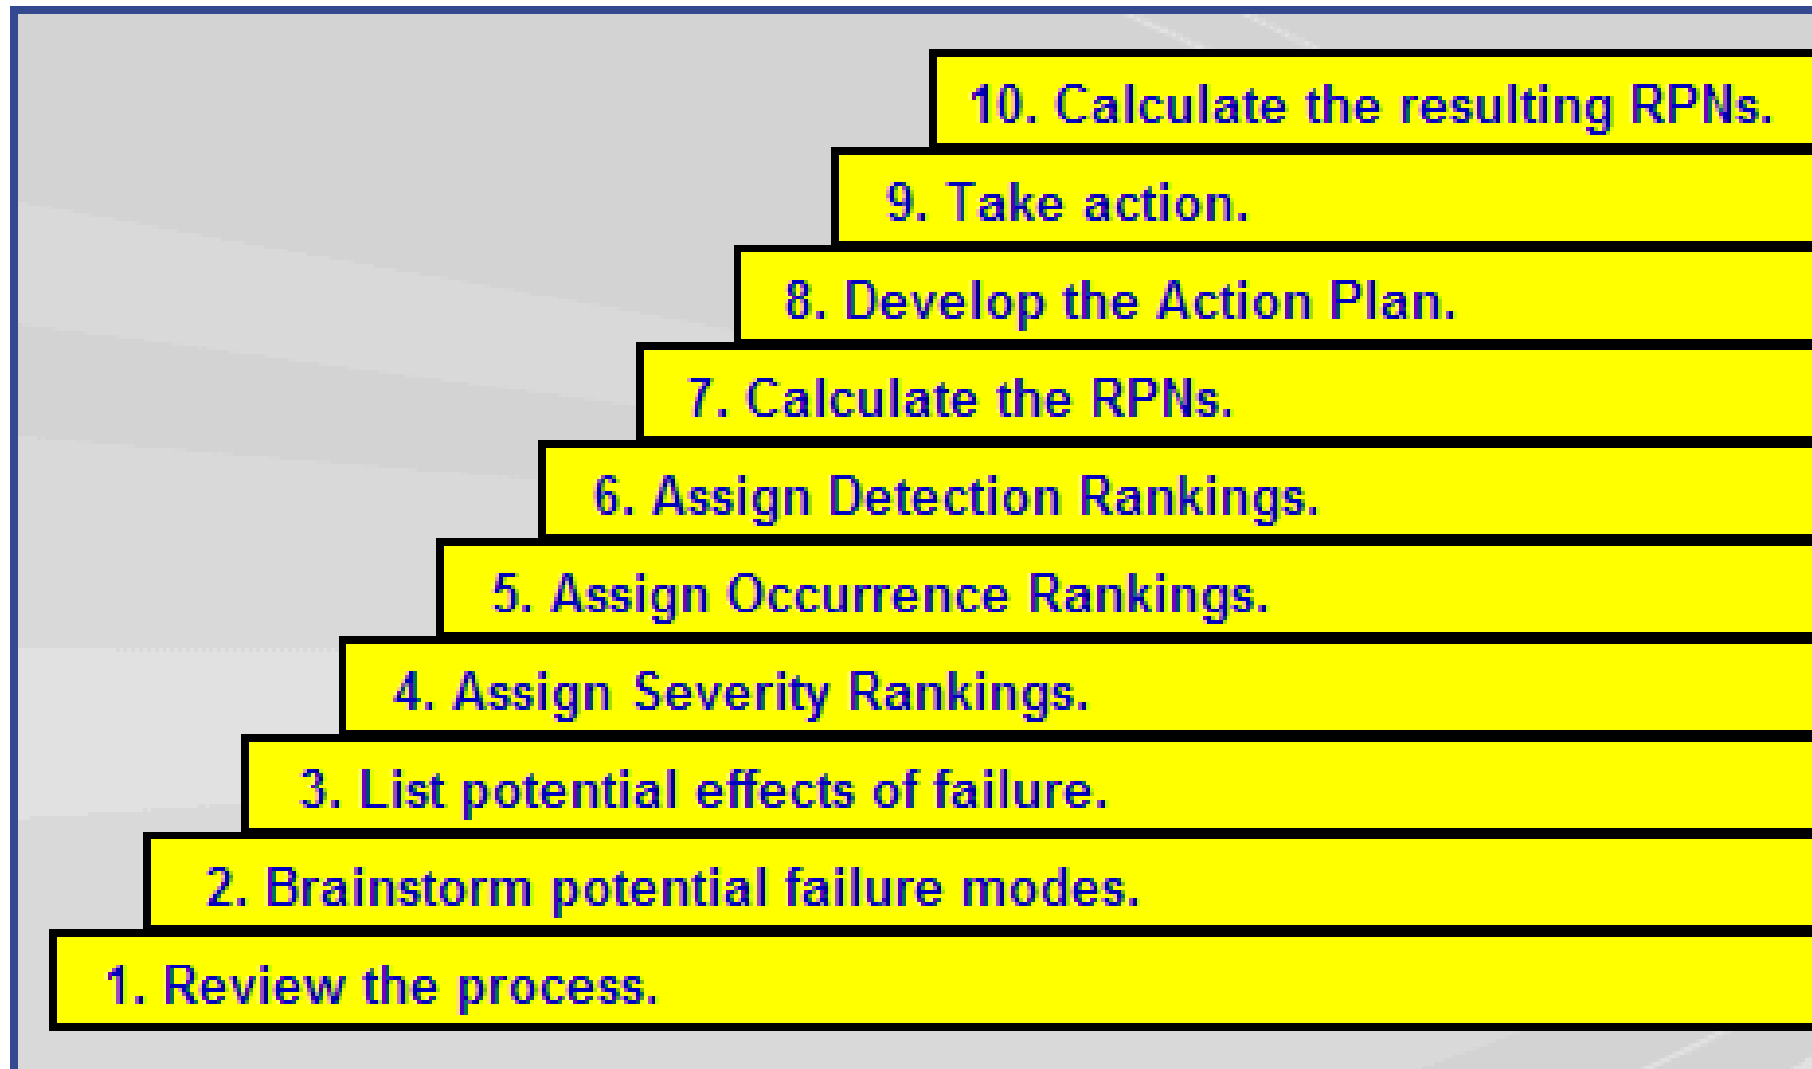 10. Calculate the resulting RPNs.
9. Take action.
8. Develop the Action Plan.
7. Calculate the RPNs.
6. Assign Detection Rankings.
5. Assign Occurrence Rankings.
4. Assign Severity Rankings.
3. List potential effects of failure.
2. Brainstorm potential failure modes.
1. Review the process.